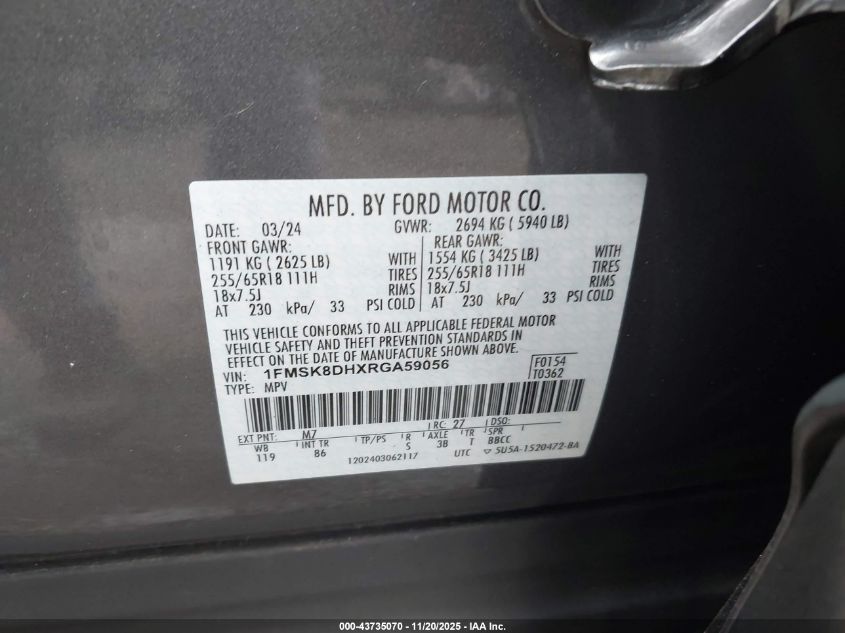 MFD. BY FORD MOTOR CO.
DATE: 03/24 GVWR: 2694 KG ( 5940 LB)
FRONT GAWR: REAR GAWR:
1191 KG ( 2625 LB) WITH 1554 KG ( 3425 LB) WITH
255/65R18 111H TIRES 255/65R18 111H TIRES
18x7.5J RIMS 18x7.5J RIMS
AT 230 kPa/ 33 PSI COLD AT 230 kPa/ 33 PSI COLD
THIS VEHICLE CONFORMS TO ALL APPLICABLE FEDERAL MOTOR
VEHICLE SAFETY AND THEFT PREVENTION STANDARDS IN
EFFECT ON THE DATE OF MANUFACTURE SHOWN ABOVE.
VIN: 1FMSK8DHXRGA59056 F0154
TYPE: MPV T0362
EXT PNT: M7 RC: 27 DSO:
WB INT TR TP/PS R AXLE TR SPR
119 86 S 3B T BBCC
1202403062117 UTC ▽ 5U5A-1520472-BA
000-43735070 - 11/20/2025 - IAA Inc.